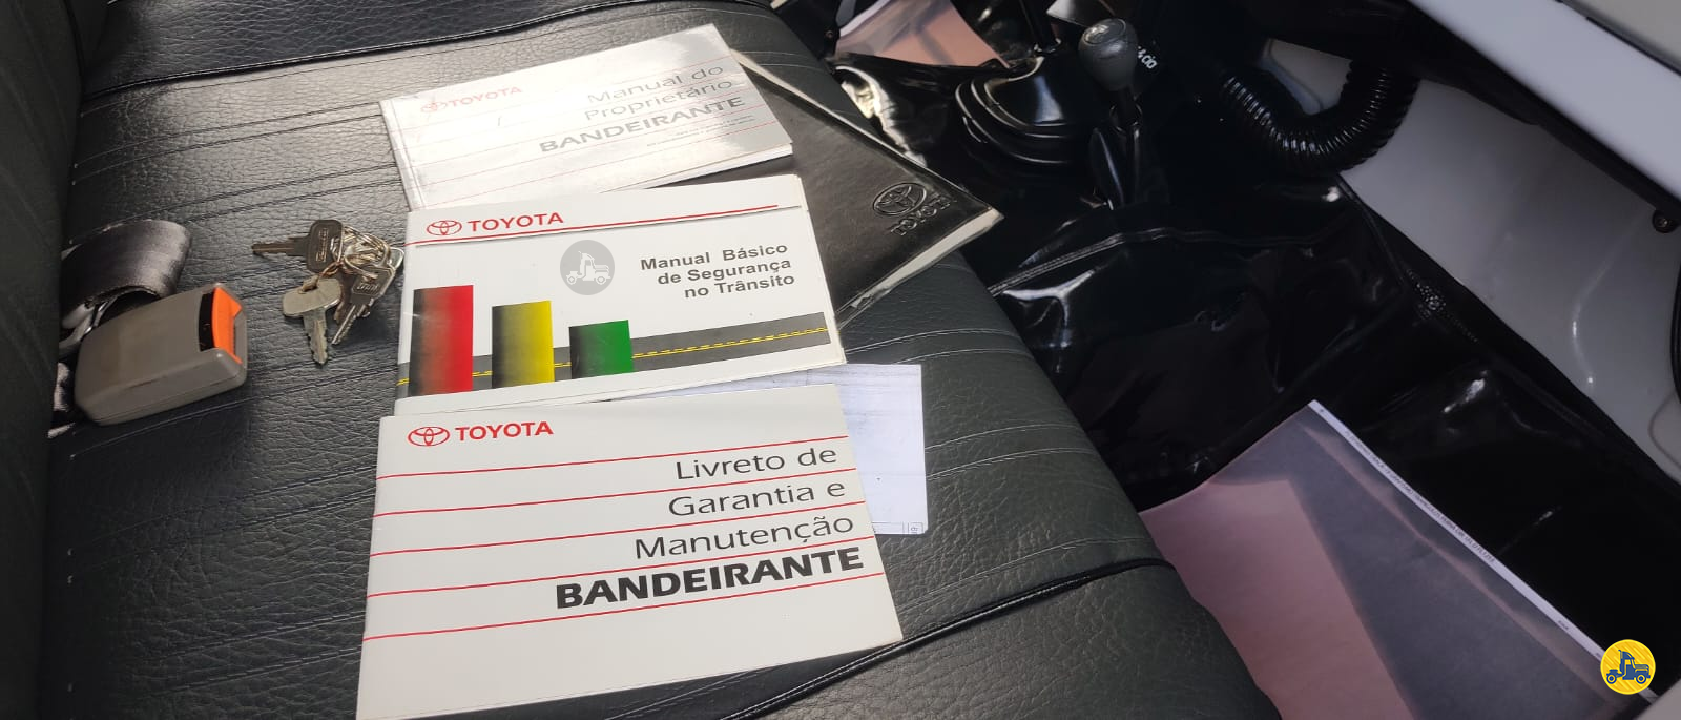 TOYOTA
Manual do
proprietário
BANDEIRANTE
TOYOTA
TOYOTA
Manual Básico
de Segurança
no Trânsito
TOYOTA
Livreto de
Garantia e
Manutenção
BANDEIRANTE